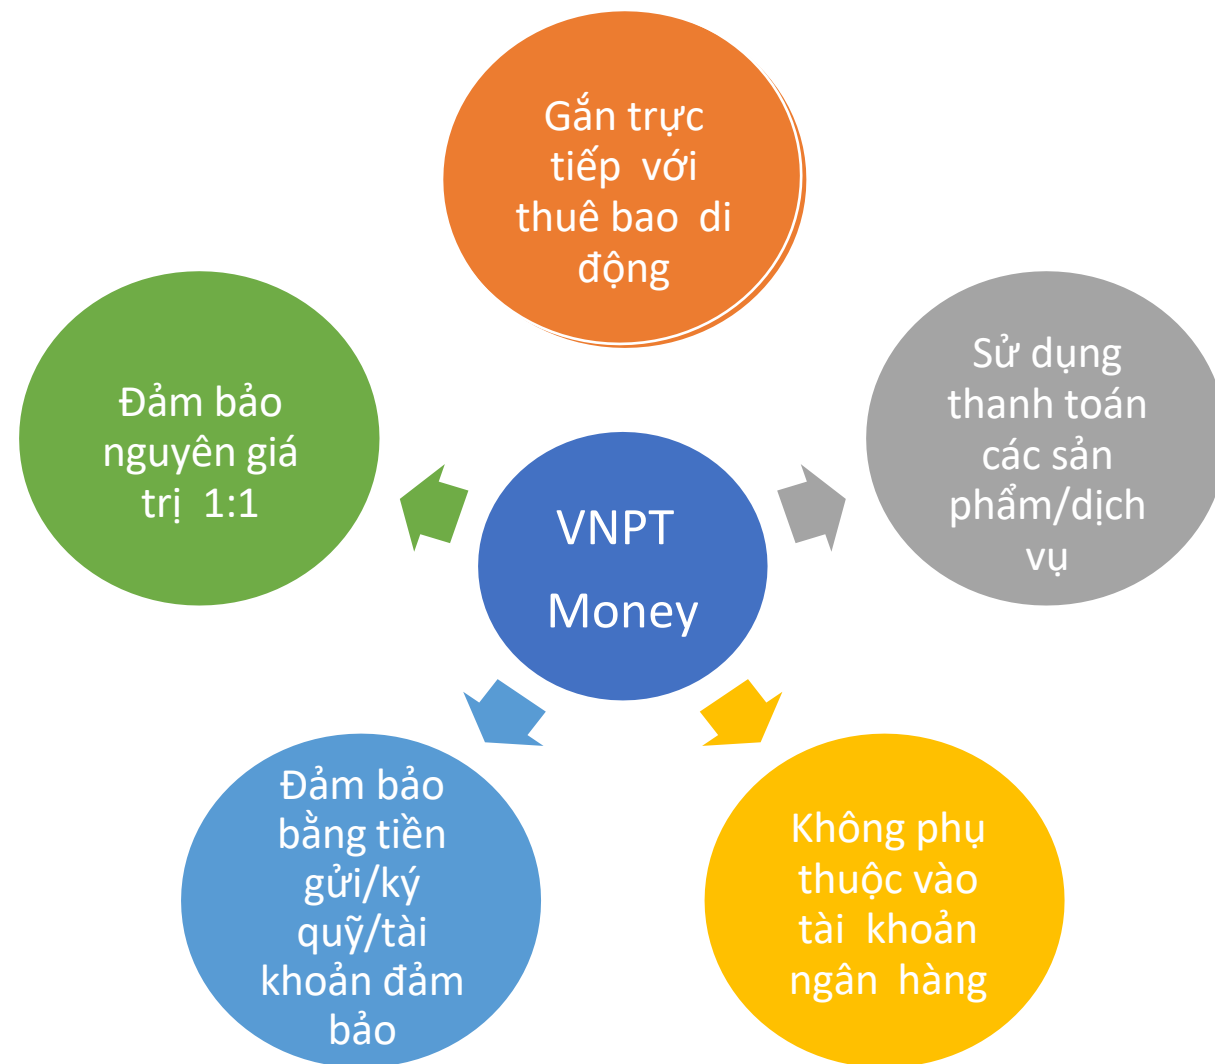 Gắn trực
tiếp với
thuê bao di
động
Đảm bảo
nguyên giá
trị 1:1
Sử dụng
thanh toán
các sản
phẩm/dịch
vụ
VNPT
Money
Đảm bảo
bằng tiền
gửi/ký
quỹ/tài
khoản đảm
bảo
Không phụ
thuộc vào
tài khoản
ngân hàng